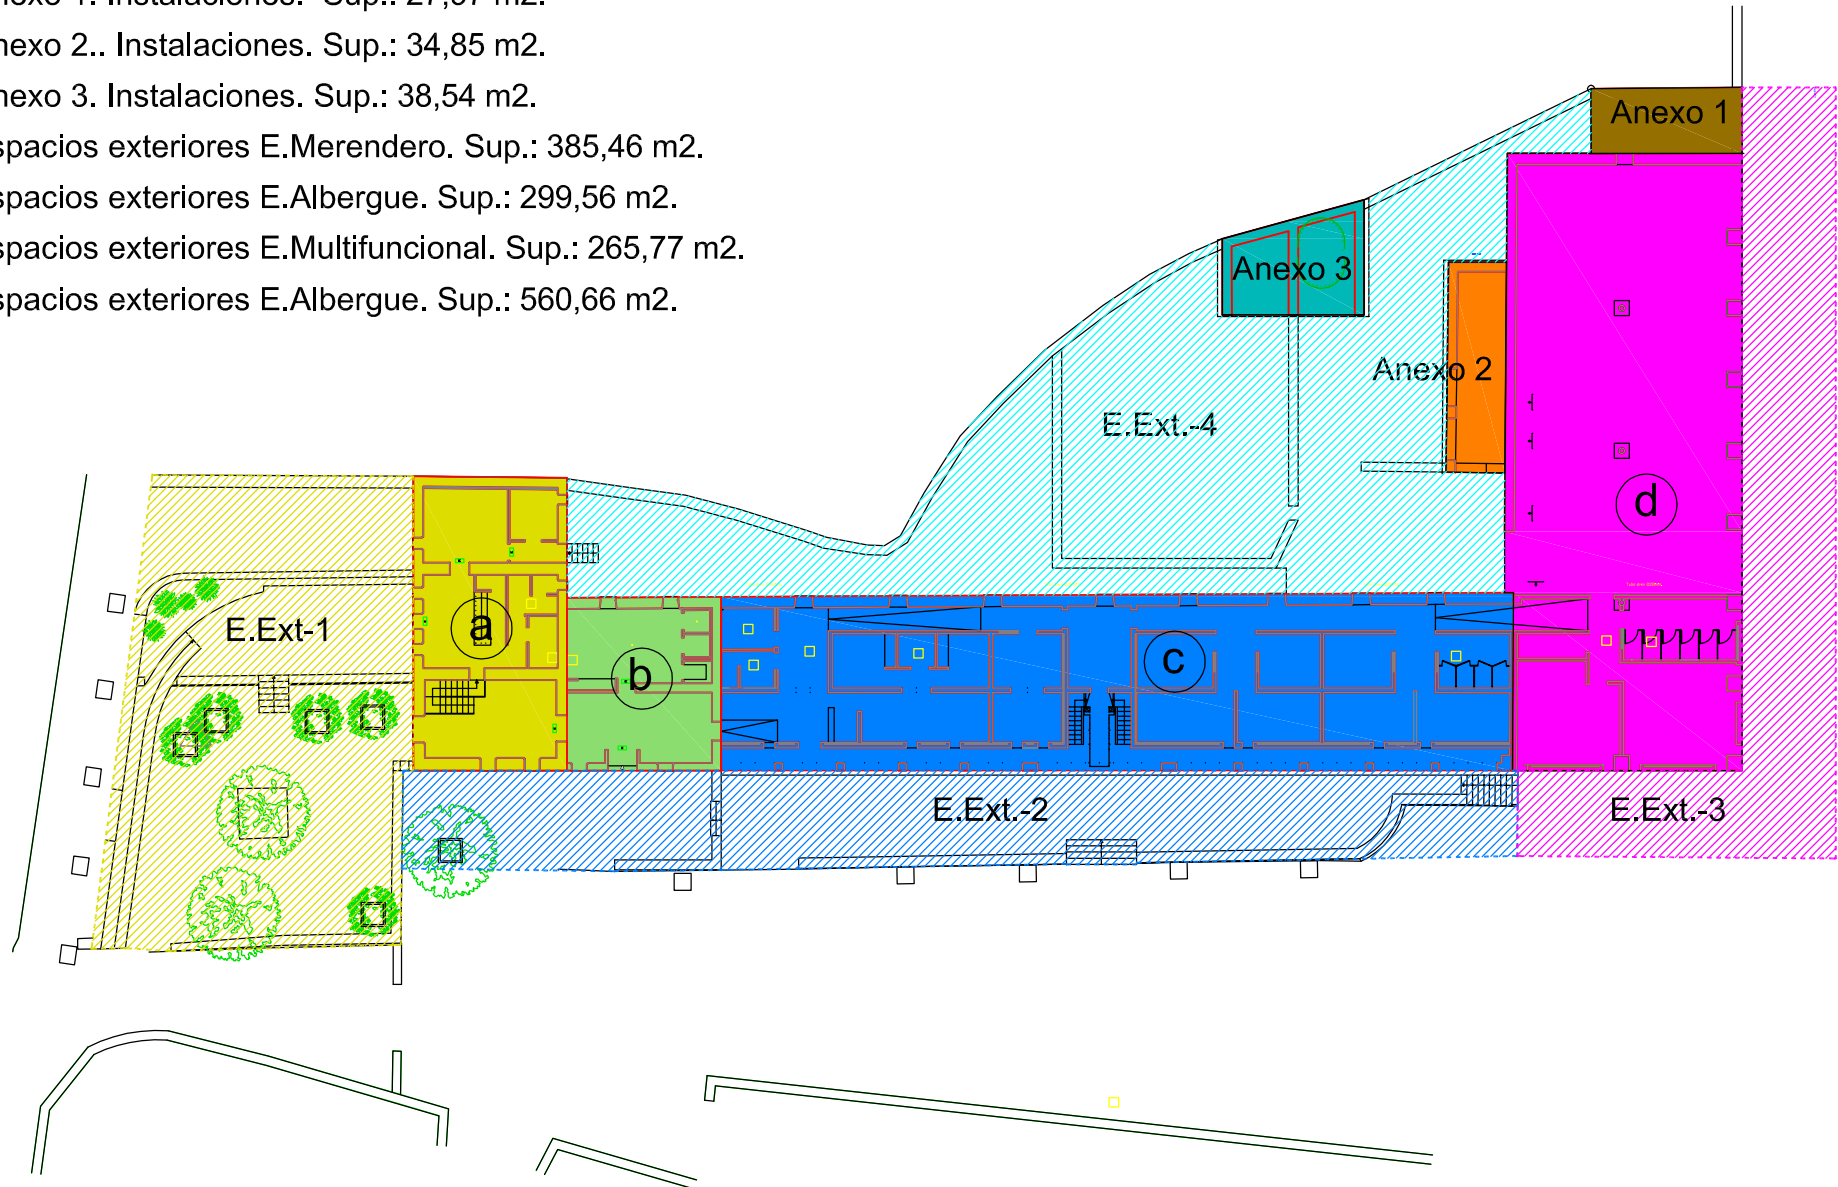 Instalaciones. Sup.:
nexo 2.. Instalaciones. Sup.: 34,85 m2.
nexo 3. Instalaciones. Sup.: 38,54 m2.
spacios exteriores E.Merendero. Sup.: 385,46 m2.
spacios exteriores E.Albergue. Sup.: 299,56 m2.
spacios exteriores E.Multifuncional. Sup.: 265,77 m2.
spacios exteriores E.Albergue. Sup.: 560,66 m2.
Anexo 1
Anexo 3
Anexo 2
E.Ext.-4
d
E.Ext-1
a
b
c
E.Ext.-2
E.Ext.-3